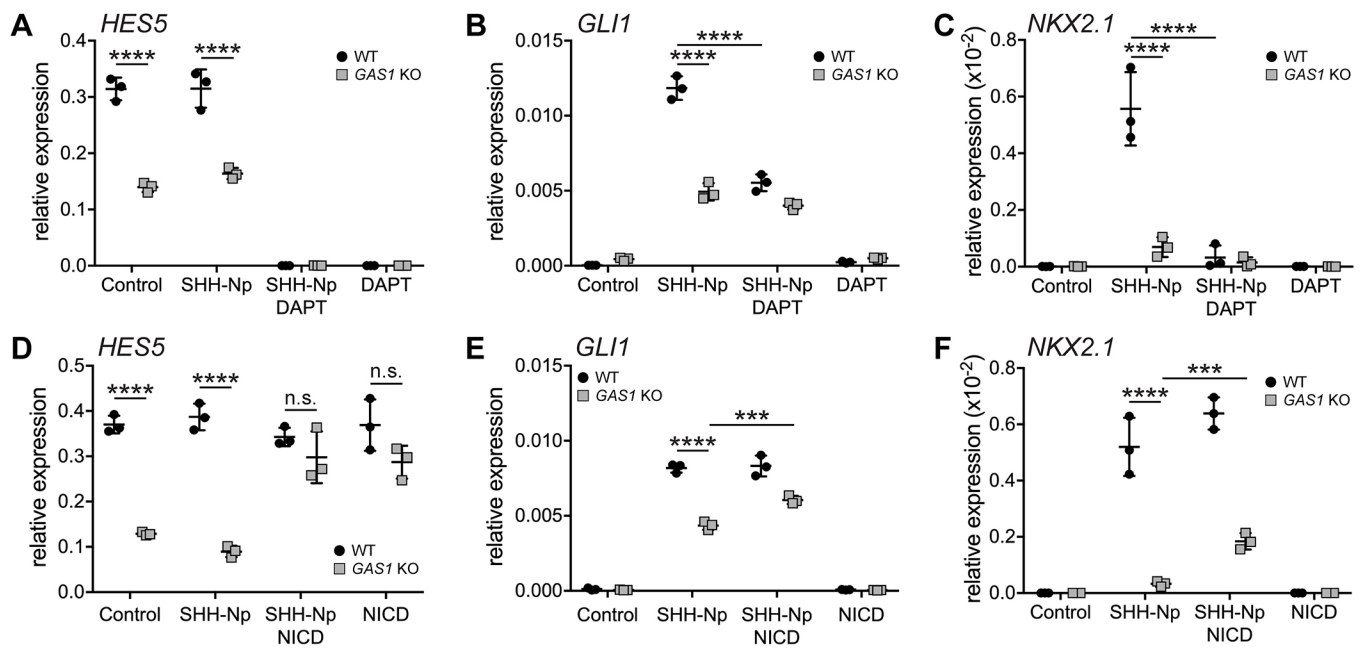 A
HES5
relative expression
0.4
0.3
0.2
0.1
0.0
****
****
WT
GAS1 KO
Control
SHH-Np
SHH-Np
DAPT
DAPT
B
GLI1
relative expression
0.015
0.010
0.005
0.000
****
****
WT
GAS1 KO
Control
SHH-Np
SHH-Np
DAPT
DAPT
C
NKX2.1
relative expression (x10-2)
0.8
0.6
0.4
0.2
0.0
****
****
WT
GAS1 KO
Control
SHH-Np
SHH-Np
DAPT
DAPT
D
HES5
relative expression
0.5
0.4
0.3
0.2
0.1
0.0
****
****
n.s.
n.s.
WT
GAS1 KO
Control
SHH-Np
SHH-Np
NICD
NICD
E
GLI1
relative expression
0.015
0.010
0.005
0.000
WT
GAS1 KO
***
****
Control
SHH-Np
SHH-Np
NICD
NICD
F
NKX2.1
relative expression (x10-2)
0.8
0.6
0.4
0.2
0.0
***
****
WT
GAS1 KO
Control
SHH-Np
SHH-Np
NICD
NICD